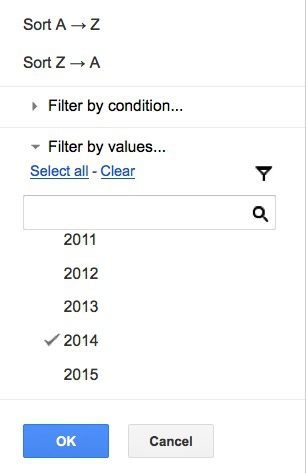 Sort A → Z
Sort Z → A
Filter by condition...
Filter by values...
Select all - Clear
2011
2012
2013
2014
2015
OK Cancel